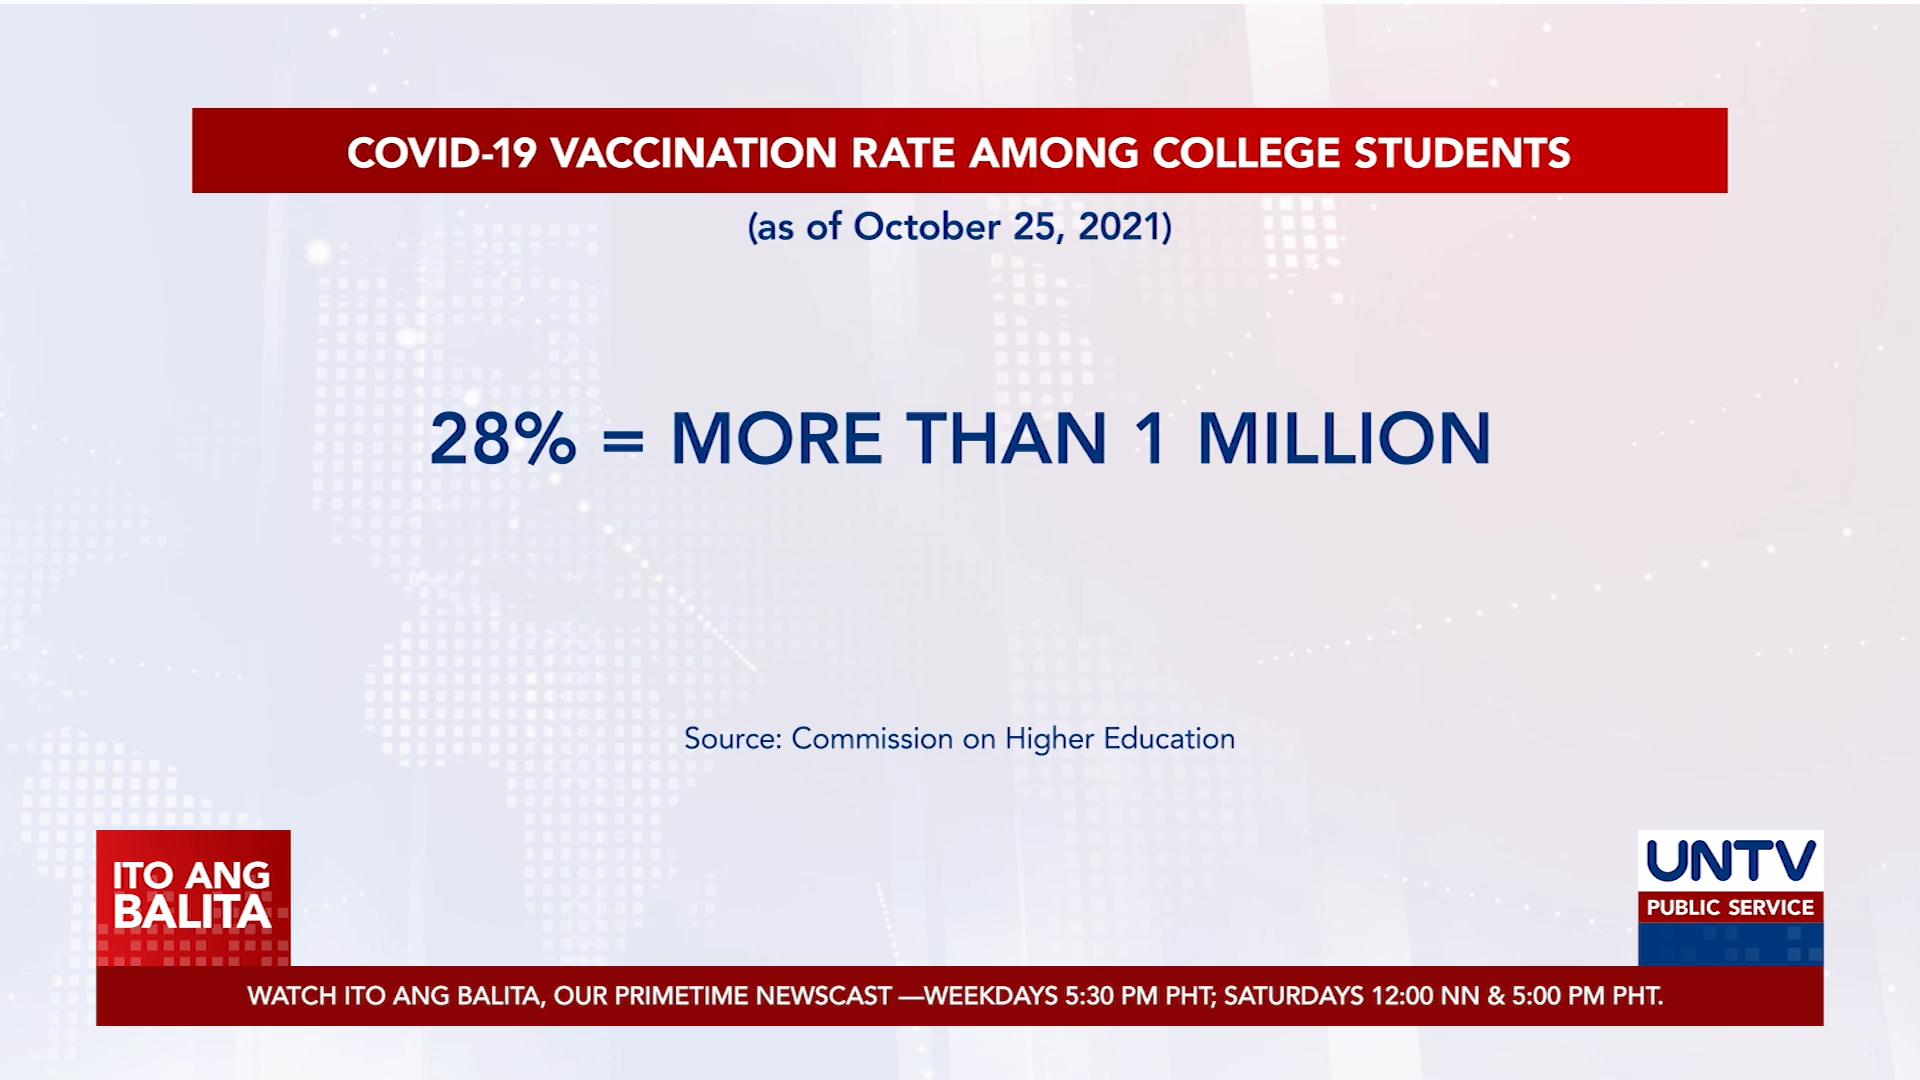 COVID-19 VACCINATION RATE AMONG COLLEGE STUDENTS
(as of October 25, 2021)
28% = MORE THAN 1 MILLION
Source: Commission on Higher Education
ITO ANG
BALITA
UNTV
PUBLIC SERVICE
WATCH ITO ANG BALITA, OUR PRIMETIME NEWSCAST —WEEKDAYS 5:30 PM PHT; SATURDAYS 12:00 NN & 5:00 PM PHT.